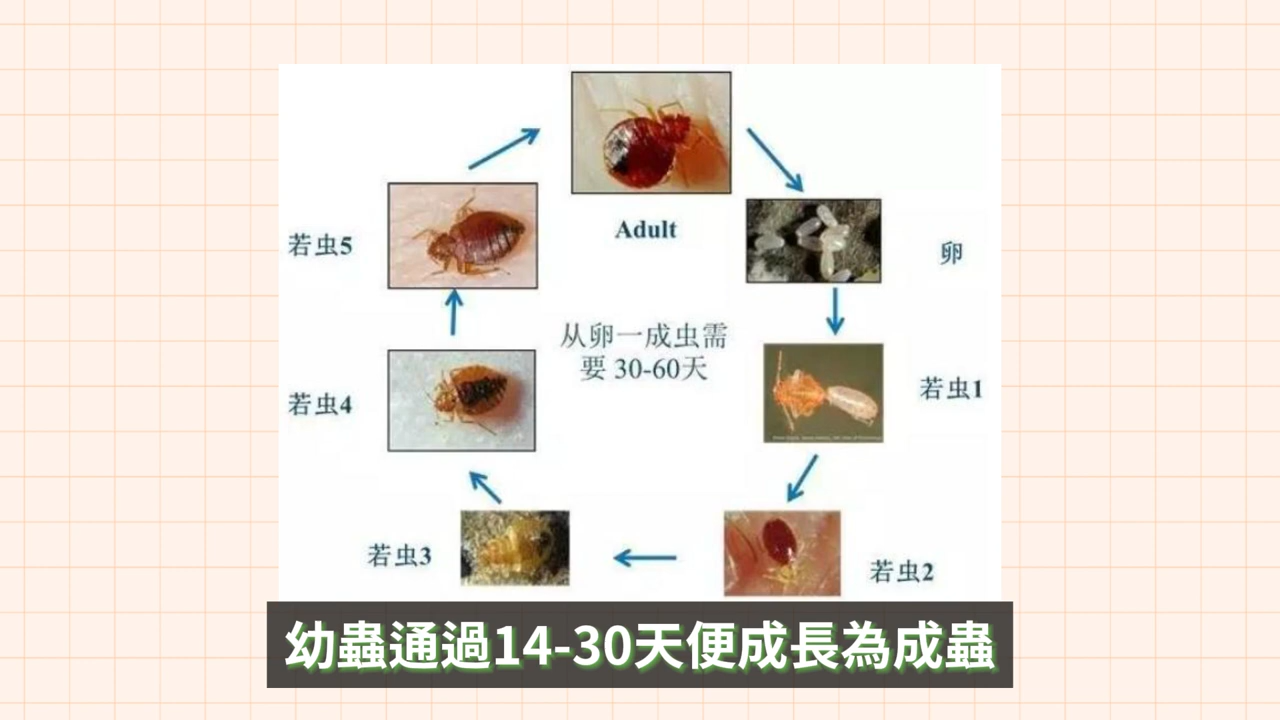 Adult
卵
若虫1
若虫2
若虫3
若虫4
若虫5
从卵一成虫需
要 30-60天
幼蟲通過14-30天便成長為成蟲